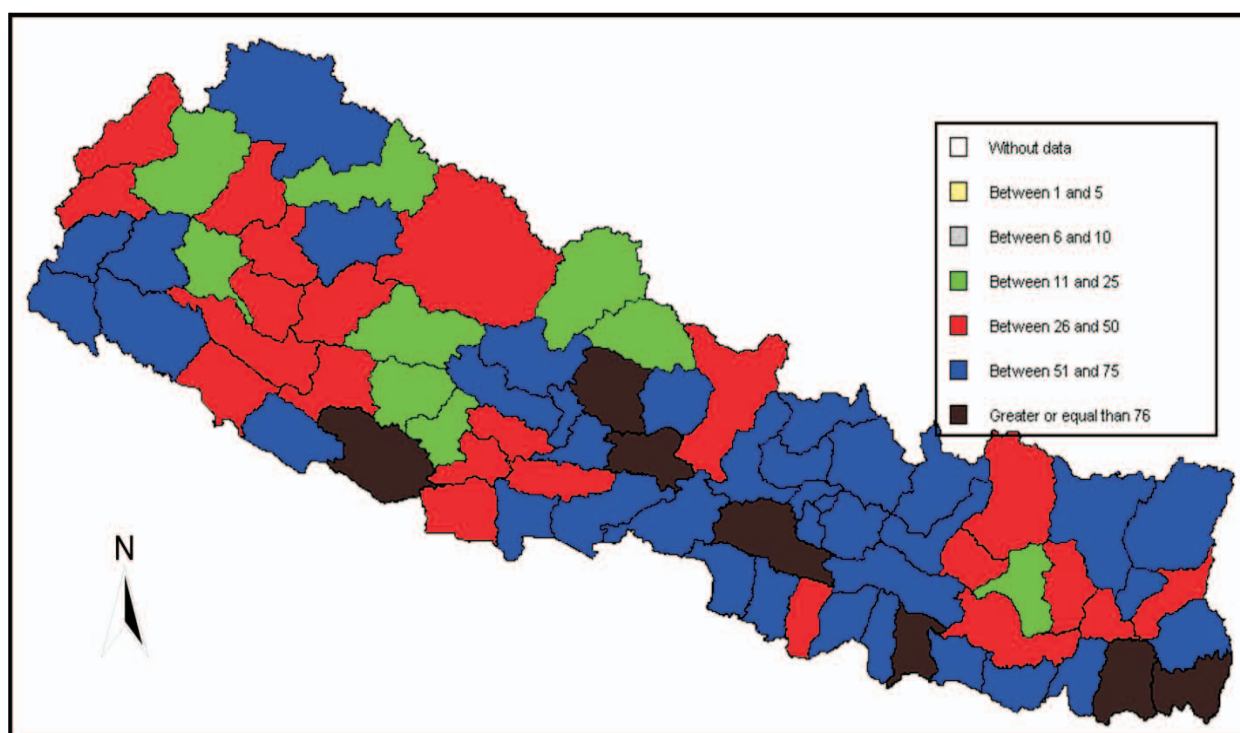 Without data
Between 1 and 5
Between 6 and 10
Between 11 and 25
Between 26 and 50
Between 51 and 75
Greater or equal than 76
N